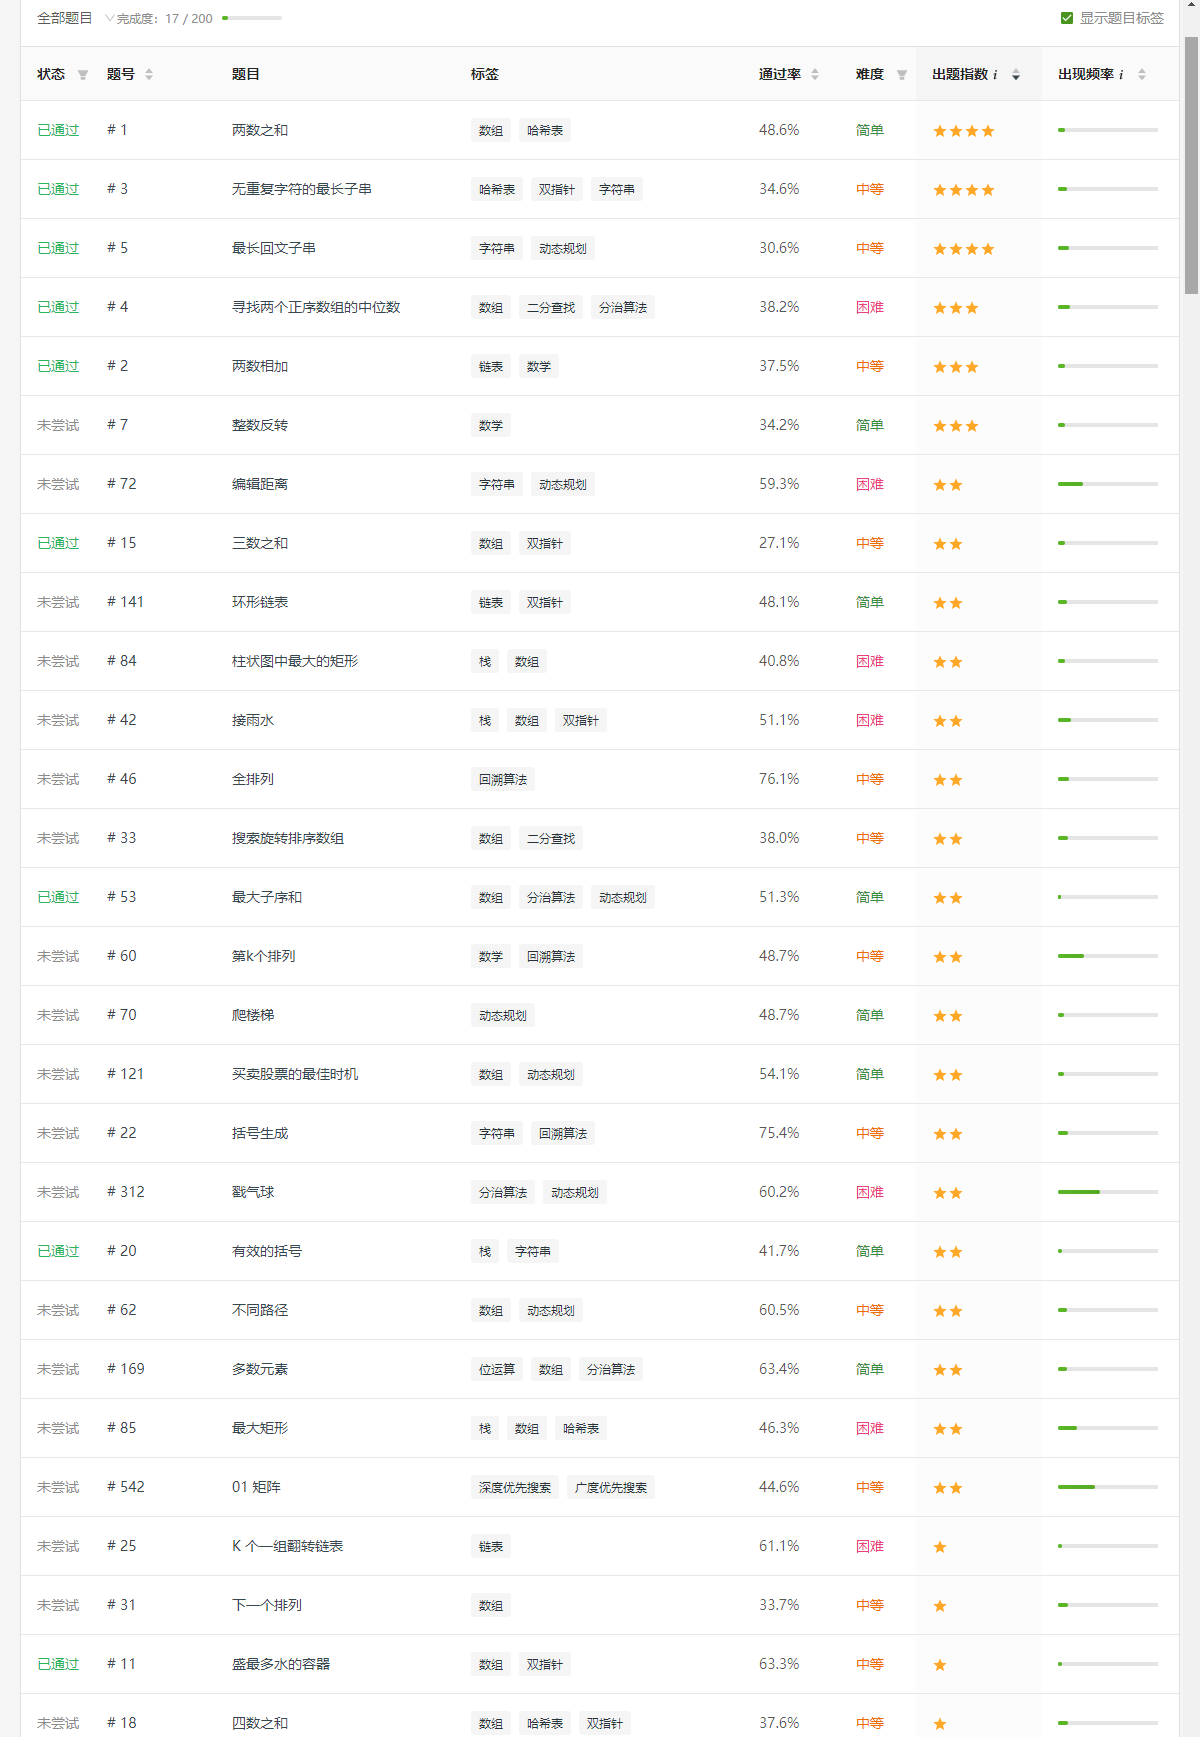 全部题目 完成度：17 / 200 显示题目标签
状态 题号 题目 标签 通过率 难度 出题指数 i 出现频率 i
已通过 # 1 两数之和 数组 哈希表 48.6% 简单
已通过 # 3 无重复字符的最长子串 哈希表 双指针 字符串 34.6% 中等
已通过 # 5 最长回文子串 字符串 动态规划 30.6% 中等
已通过 # 4 寻找两个正序数组的中位数 数组 二分查找 分治算法 38.2% 困难
已通过 # 2 两数相加 链表 数学 37.5% 中等
未尝试 # 7 整数反转 数学 34.2% 简单
未尝试 # 72 编辑距离 字符串 动态规划 59.3% 困难
已通过 # 15 三数之和 数组 双指针 27.1% 中等
未尝试 # 141 环形链表 链表 双指针 48.1% 简单
未尝试 # 84 柱状图中最大的矩形 栈 数组 40.8% 困难
未尝试 # 42 接雨水 栈 数组 双指针 51.1% 困难
未尝试 # 46 全排列 回溯算法 76.1% 中等
未尝试 # 33 搜索旋转排序数组 数组 二分查找 38.0% 中等
已通过 # 53 最大子序和 数组 分治算法 动态规划 51.3% 简单
未尝试 # 60 第k个排列 数学 回溯算法 48.7% 中等
未尝试 # 70 爬楼梯 动态规划 48.7% 简单
未尝试 # 121 买卖股票的最佳时机 数组 动态规划 54.1% 简单
未尝试 # 22 括号生成 字符串 回溯算法 75.4% 中等
未尝试 # 312 戳气球 分治算法 动态规划 60.2% 困难
已通过 # 20 有效的括号 栈 字符串 41.7% 简单
未尝试 # 62 不同路径 数组 动态规划 60.5% 中等
未尝试 # 169 多数元素 位运算 数组 分治算法 63.4% 简单
未尝试 # 85 最大矩形 栈 数组 哈希表 46.3% 困难
未尝试 # 542 01 矩阵 深度优先搜索 广度优先搜索 44.6% 中等
未尝试 # 25 K 个一组翻转链表 链表 61.1% 困难
未尝试 # 31 下一个排列 数组 33.7% 中等
已通过 # 11 盛最多水的容器 数组 双指针 63.3% 中等
未尝试 # 18 四数之和 数组 哈希表 双指针 37.6% 中等